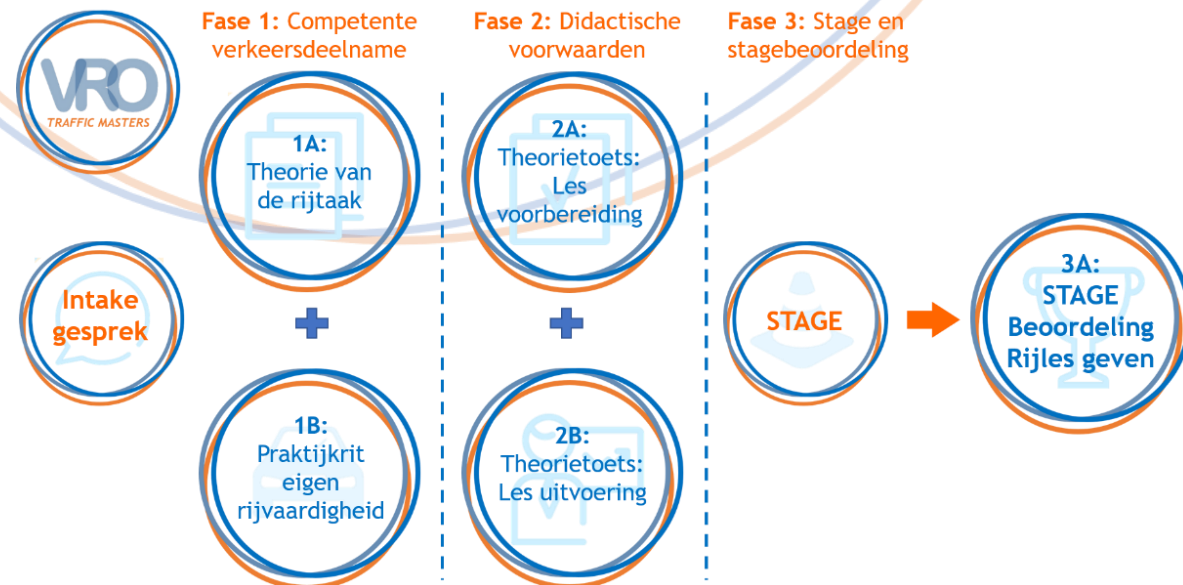 VRO
TRAFFIC MASTERS
Intake
gesprek
Fase 1: Competente
verkeersdeelname
1A:
Theorie van
de rijtaak
1B:
Praktijkrit
eigen
rijvaardigheid
Fase 2: Didactische
voorwaarden
2A:
Theorietoets:
Les
voorbereiding
2B:
Theorietoets:
Les uitvoering
Fase 3: Stage en
stagebeoordeling
STAGE
3A:
STAGE
Beoordeling
Rijles geven